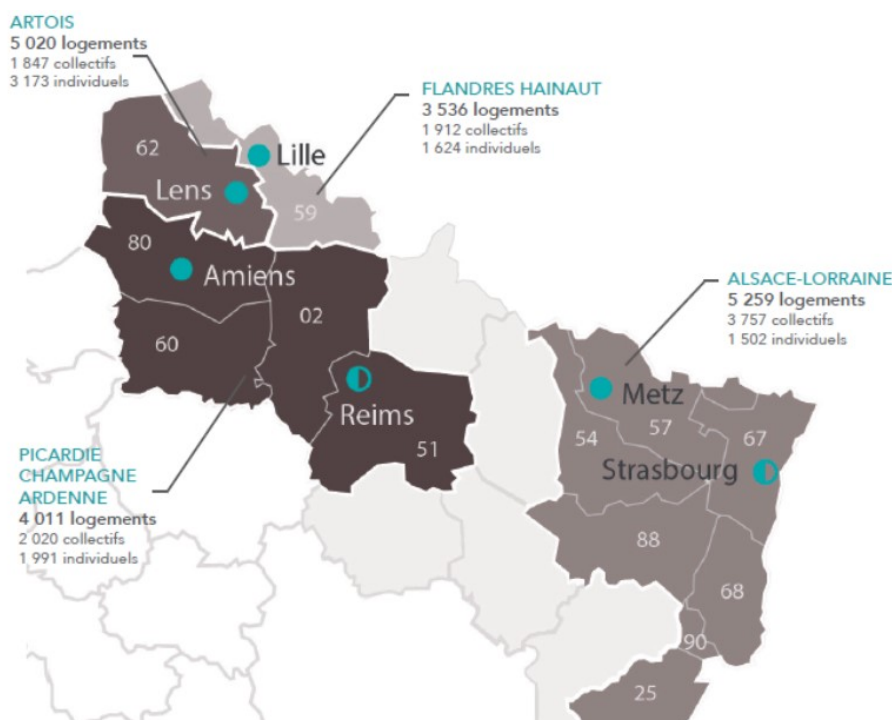 ARTOIS
5 020 logements
1 847 collectifs
3 173 individuels
FLANDRES HAINAUT
3 536 logements
1 912 collectifs
1 624 individuels
62
Lille
Lens
59
80
Amiens
02
60
Reims
51
ALSACE-LORRAINE
5 259 logements
3 757 collectifs
1 502 individuels
Metz
54
57
67
Strasbourg
88
68
90
25
PICARDIE
CHAMPAGNE
ARDENNE
4 011 logements
2 020 collectifs
1 991 individuels